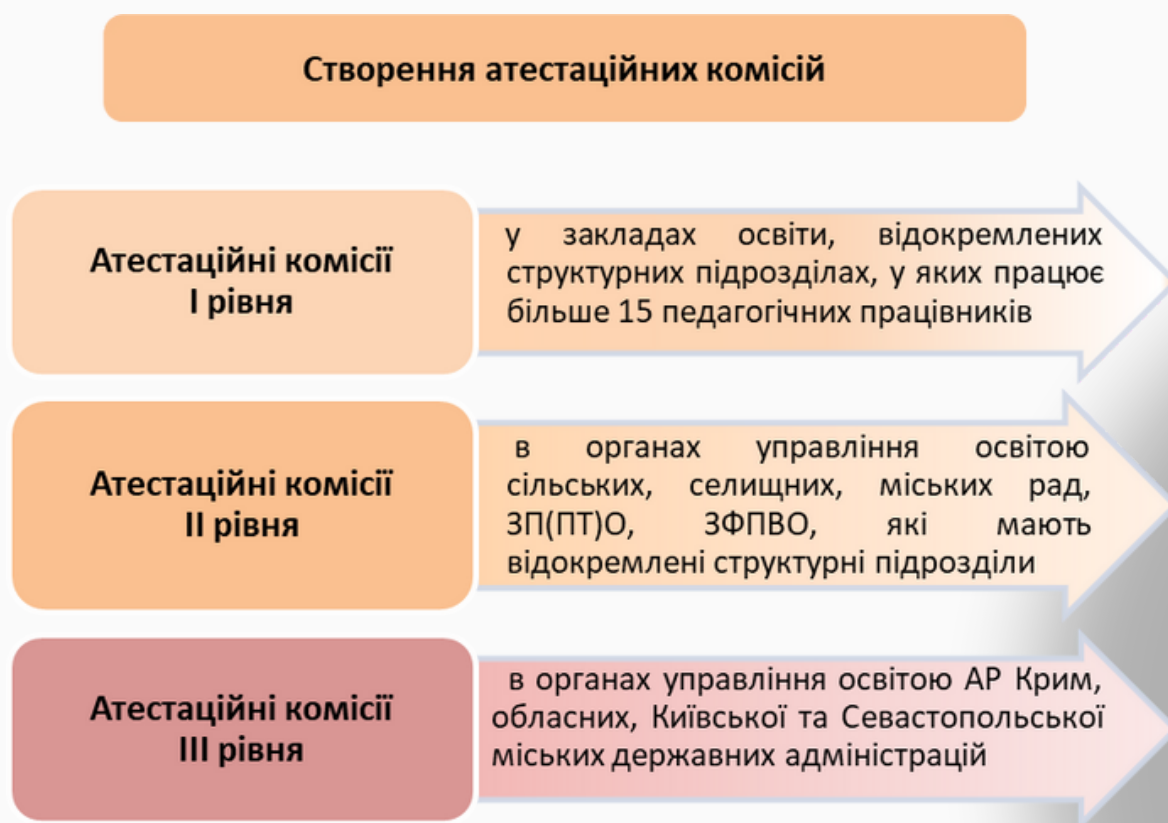 Створення атестаційних комісій
Атестаційні комісії
І рівня
у закладах освіти, відокремлених
структурних підрозділах, у яких працює
більше 15 педагогічних працівників
Атестаційні комісії
ІІ рівня
в органах управління освітою
сільських, селищних, міських рад,
ЗП(ПТ)О, ЗФПВО, які мають
відокремлені структурні підрозділи
Атестаційні комісії
ІІІ рівня
в органах управління освітою АР Крим,
обласних, Київської та Севастопольської
міських державних адміністрацій